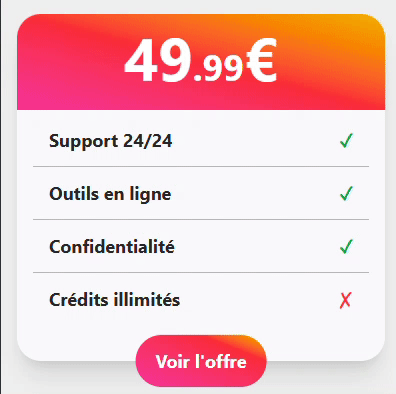 49.99€
Support 24/24 ✓
Outils en ligne ✓
Confidentialité ✓
Crédits illimités ✗
Voir l'offre